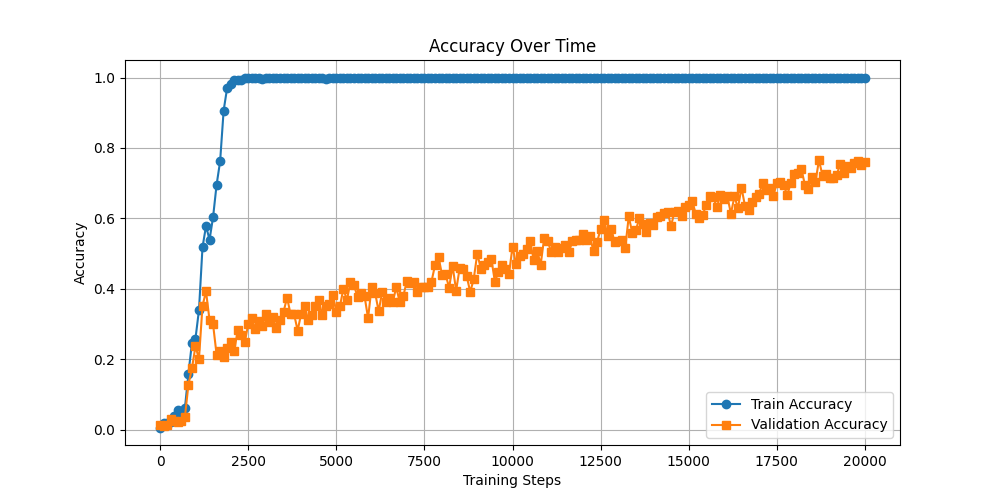 Accuracy Over Time
Accuracy
1.0
0.8
0.6
0.4
0.2
0.0
Train Accuracy
Validation Accuracy
0 2500 5000 7500 10000 12500 15000 17500 20000
Training Steps